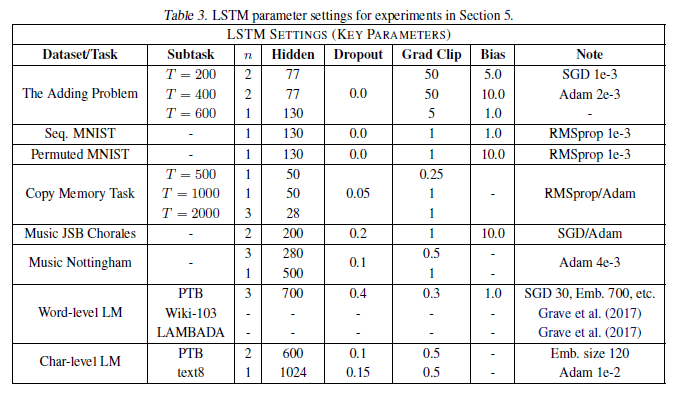 Table 3. LSTM parameter settings for experiments in Section 5.
LSTM SETTINGS (KEY PARAMETERS)
Dataset/Task Subtask n Hidden Dropout Grad Clip Bias Note
The Adding Problem T = 200 2 77 0.0 50 5.0 SGD 1e-3
T = 400 2 77 50 10.0 Adam 2e-3
T = 600 1 130 5 1.0 -
Seq. MNIST - 1 130 0.0 1 1.0 RMSprop 1e-3
Permuted MNIST - 1 130 0.0 1 10.0 RMSprop 1e-3
Copy Memory Task T = 500 1 50 0.05 0.25 - RMSprop/Adam
T = 1000 1 50 1
T = 2000 3 28 1
Music JSB Chorales - 2 200 0.2 1 10.0 SGD/Adam
Music Nottingham - 3 280 0.1 0.5 - Adam 4e-3
1 500 1 -
Word-level LM PTB 3 700 0.4 0.3 1.0 SGD 30, Emb. 700, etc.
Wiki-103 - - - - - Grave et al. (2017)
LAMBADA - - - - - Grave et al. (2017)
Char-level LM PTB 2 600 0.1 0.5 - Emb. size 120
text8 1 1024 0.15 0.5 - Adam 1e-2